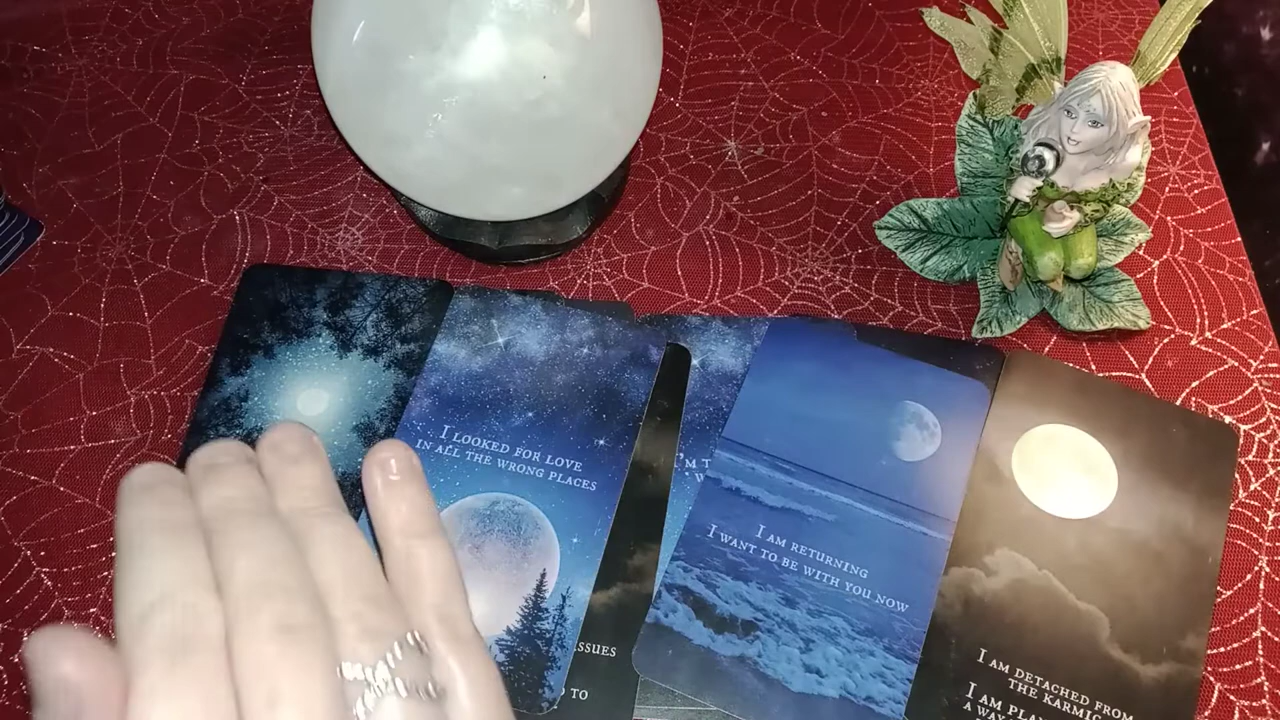 I LOOKED FOR LOVE
IN ALL THE WRONG PLACES
ISSUES
TO
I'M
I AM RETURNING
I WANT TO BE WITH YOU NOW
I AM DETACHED FROM
THE KARMIC
I AM
A WAY